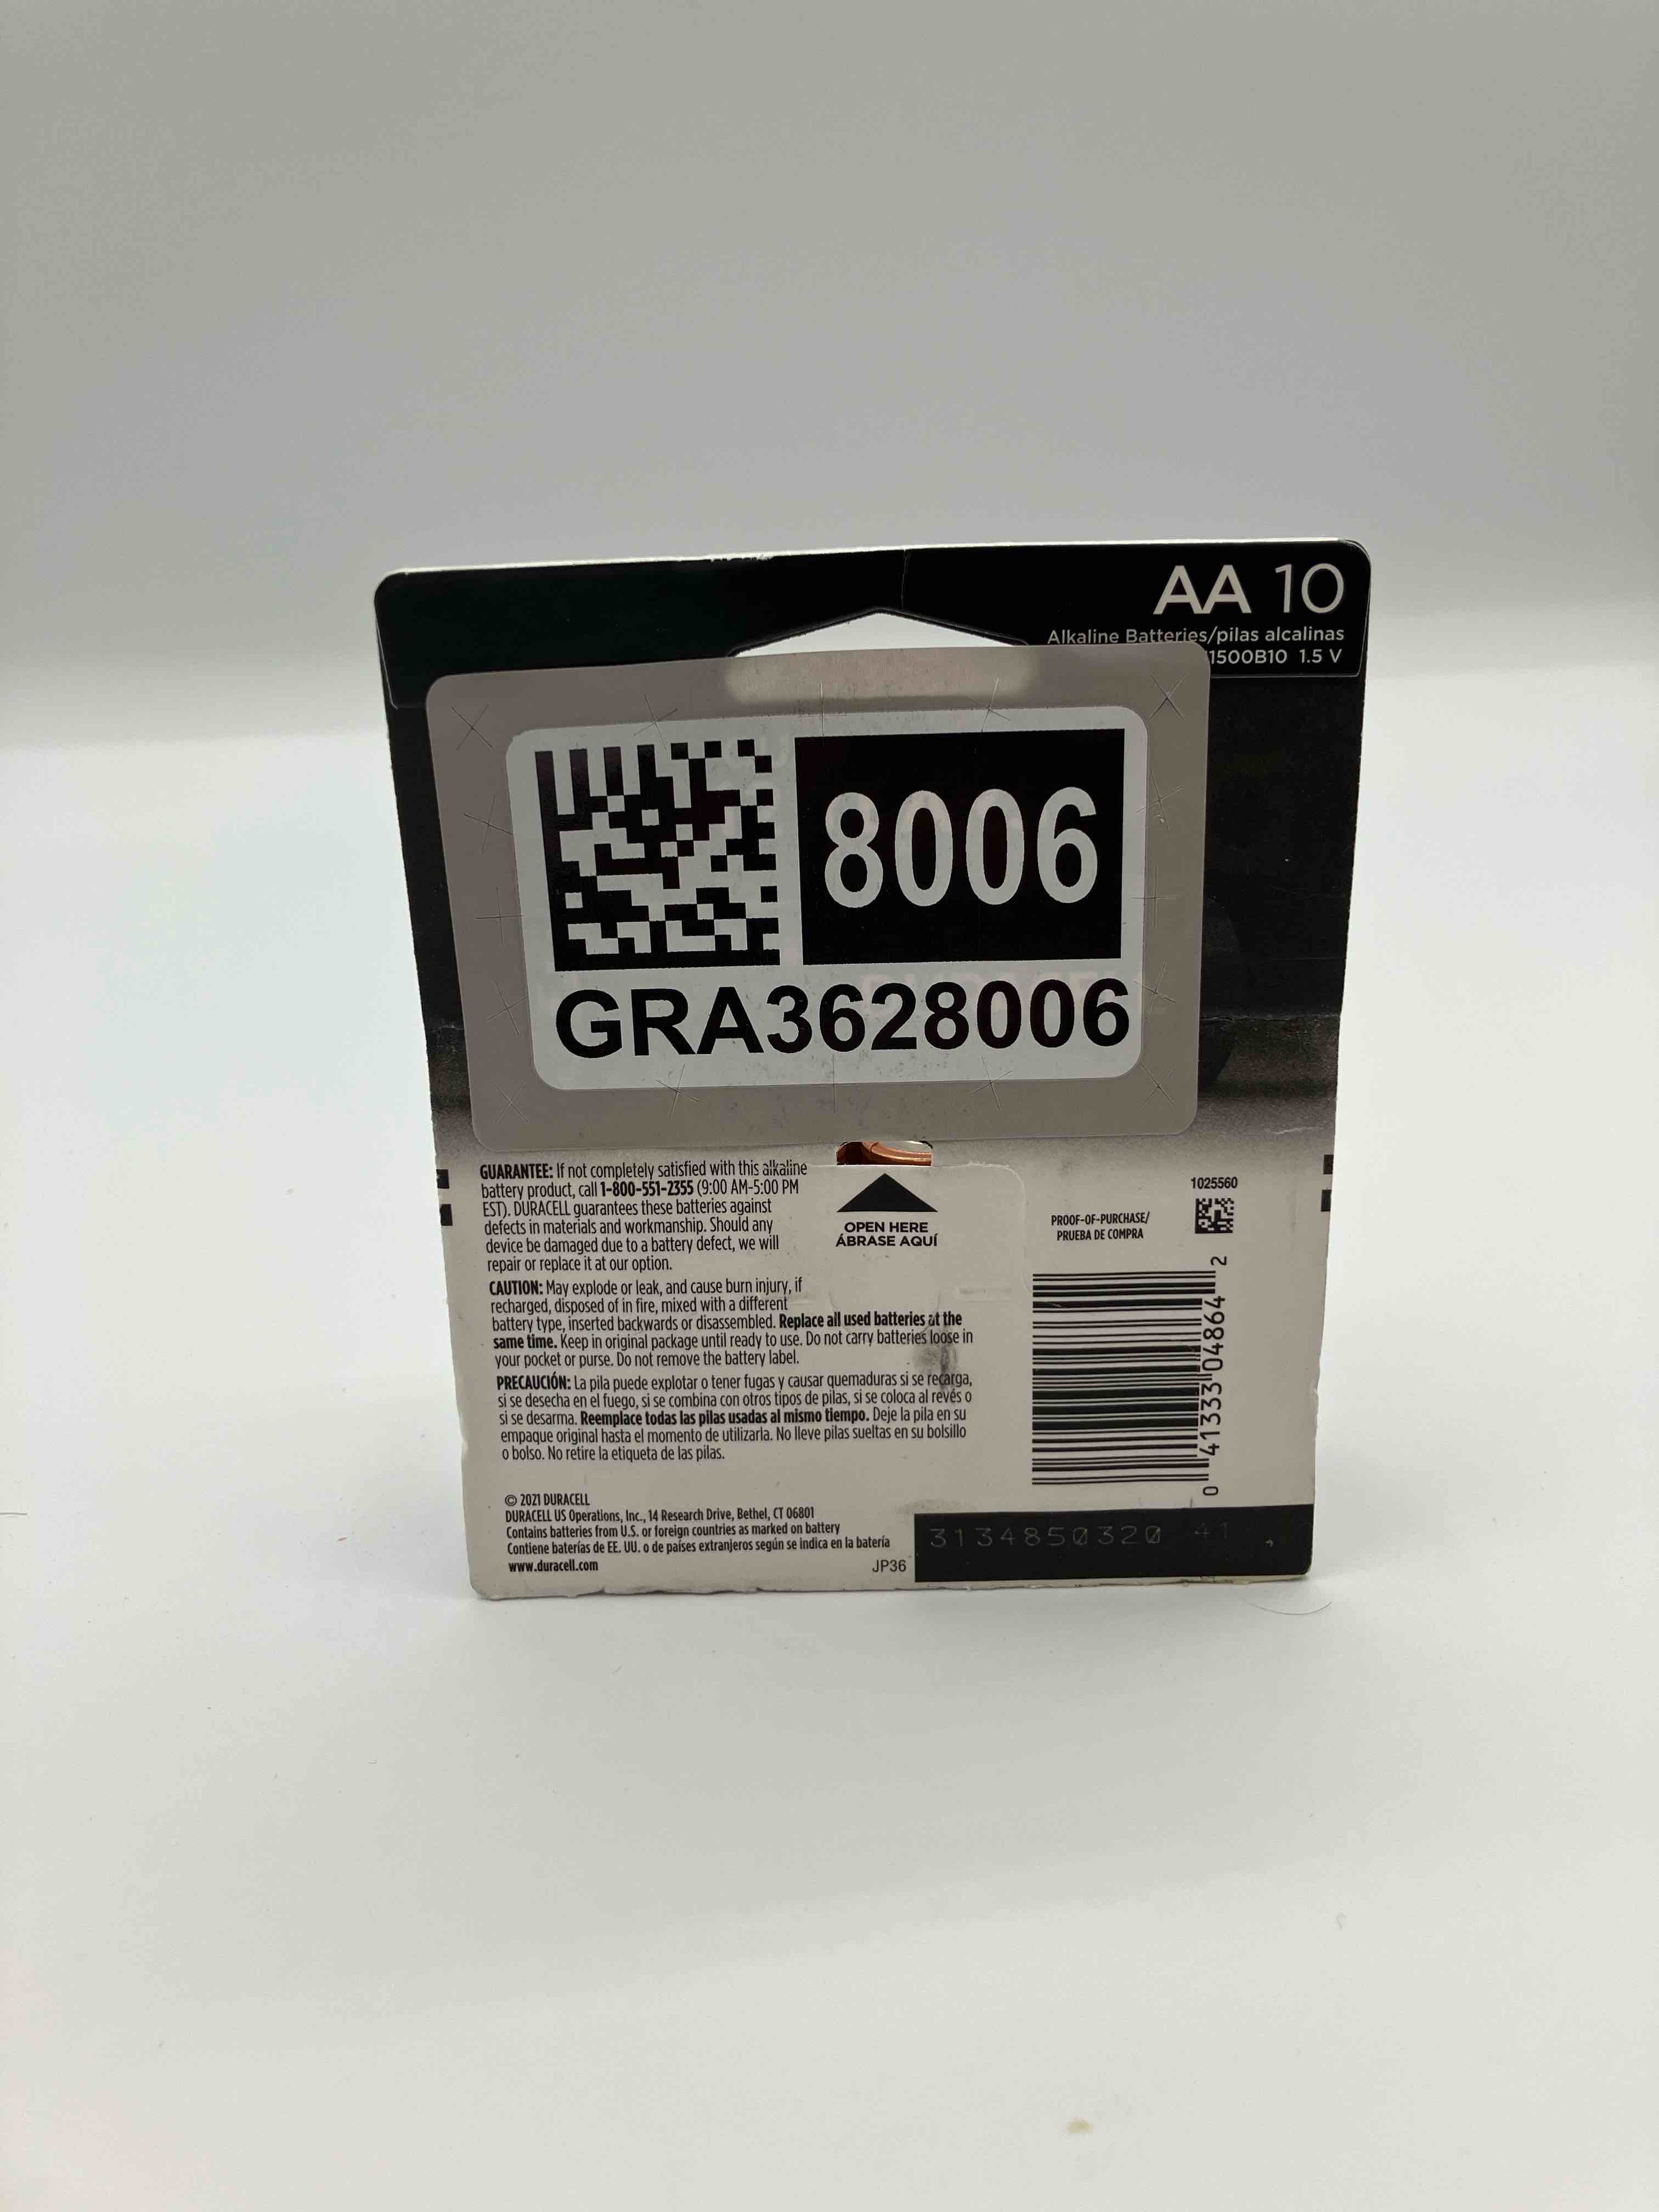 AA 10
Alkaline Batteries/pilas alcalinas
1500B10 1.5 V
8006
GRA3628006
GUARANTEE: If not completely satisfied with this alkaline
battery product, call 1-800-551-2355 (9:00 AM-5:00 PM
EST). DURACELL guarantees these batteries against
defects in materials and workmanship. Should any
device be damaged due to a battery defect, we will
repair or replace it at our option.
CAUTION: May explode or leak, and cause burn injury, if
recharged, disposed of in fire, mixed with a different
battery type, inserted backwards or disassembled. Replace all used batteries at the
same time. Keep in original package until ready to use. Do not carry batteries loose in
your pocket or purse. Do not remove the battery label.
PRECAUCIÓN: La pila puede explotar o tener fugas y causar quemaduras si se recarga,
si se desecha en el fuego, si se combina con otros tipos de pilas, si se coloca al revés o
si se desarma. Reemplace todas las pilas usadas al mismo tiempo. Deje la pila en su
empaque original hasta el momento de utilizarla. No lleve pilas sueltas en su bolsillo
o bolso. No retire la etiqueta de las pilas.
© 2021 DURACELL
DURACELL US Operations, Inc., 14 Research Drive, Bethel, CT 06801
Contains batteries from U.S. or foreign countries as marked on battery
Contiene baterías de EE. UU. o de países extranjeros según se indica en la batería
www.duracell.com
JP36
OPEN HERE
ÁBRASE AQUÍ
1025560
PROOF-OF-PURCHASE/
PRUEBA DE COMPRA
0 41333 04864 2
3134850320 41